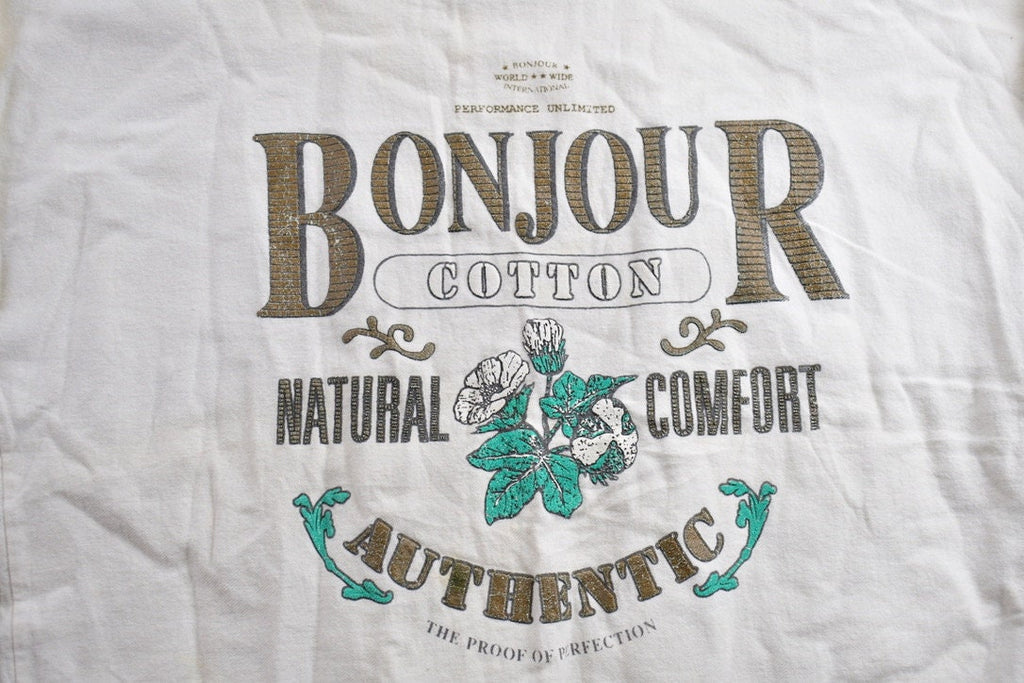 ★ BONJOUR ★
WORLD ★★ WIDE
INTERNATIONAL
PERFORMANCE UNLIMITED
BONJOUR
COTTON
NATURAL COMFORT
AUTHENTIC
THE PROOF OF PERFECTION